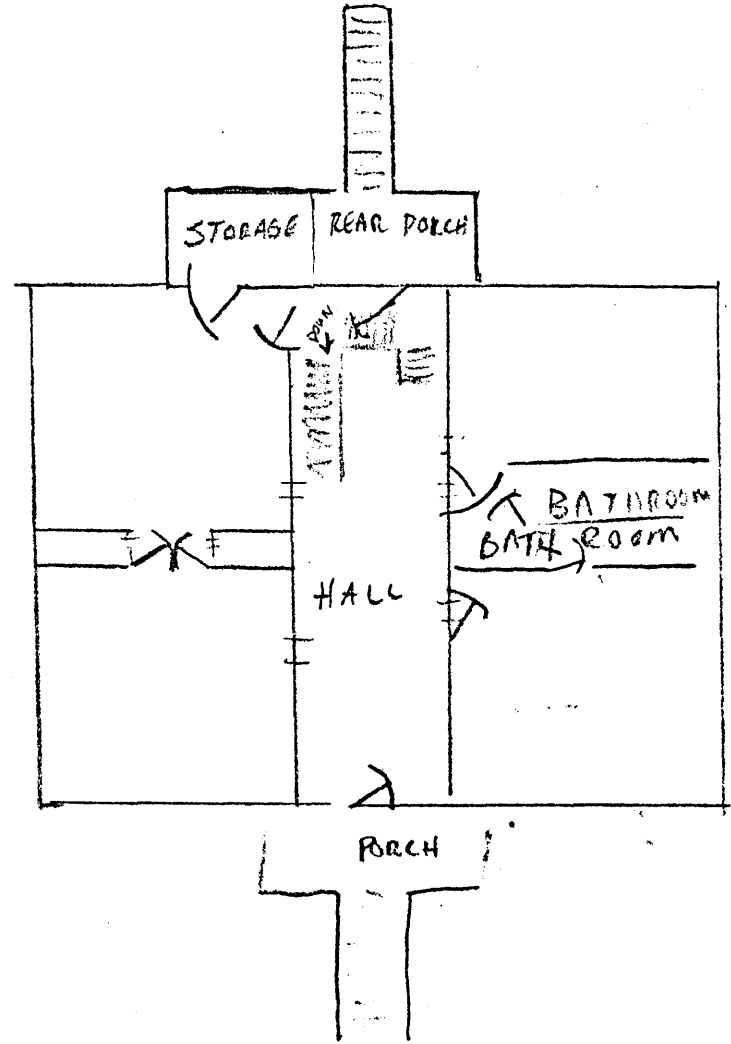 STORAGE
REAR PORCH
DOWN
BATHROOM
BATH ROOM
HALL
PORCH